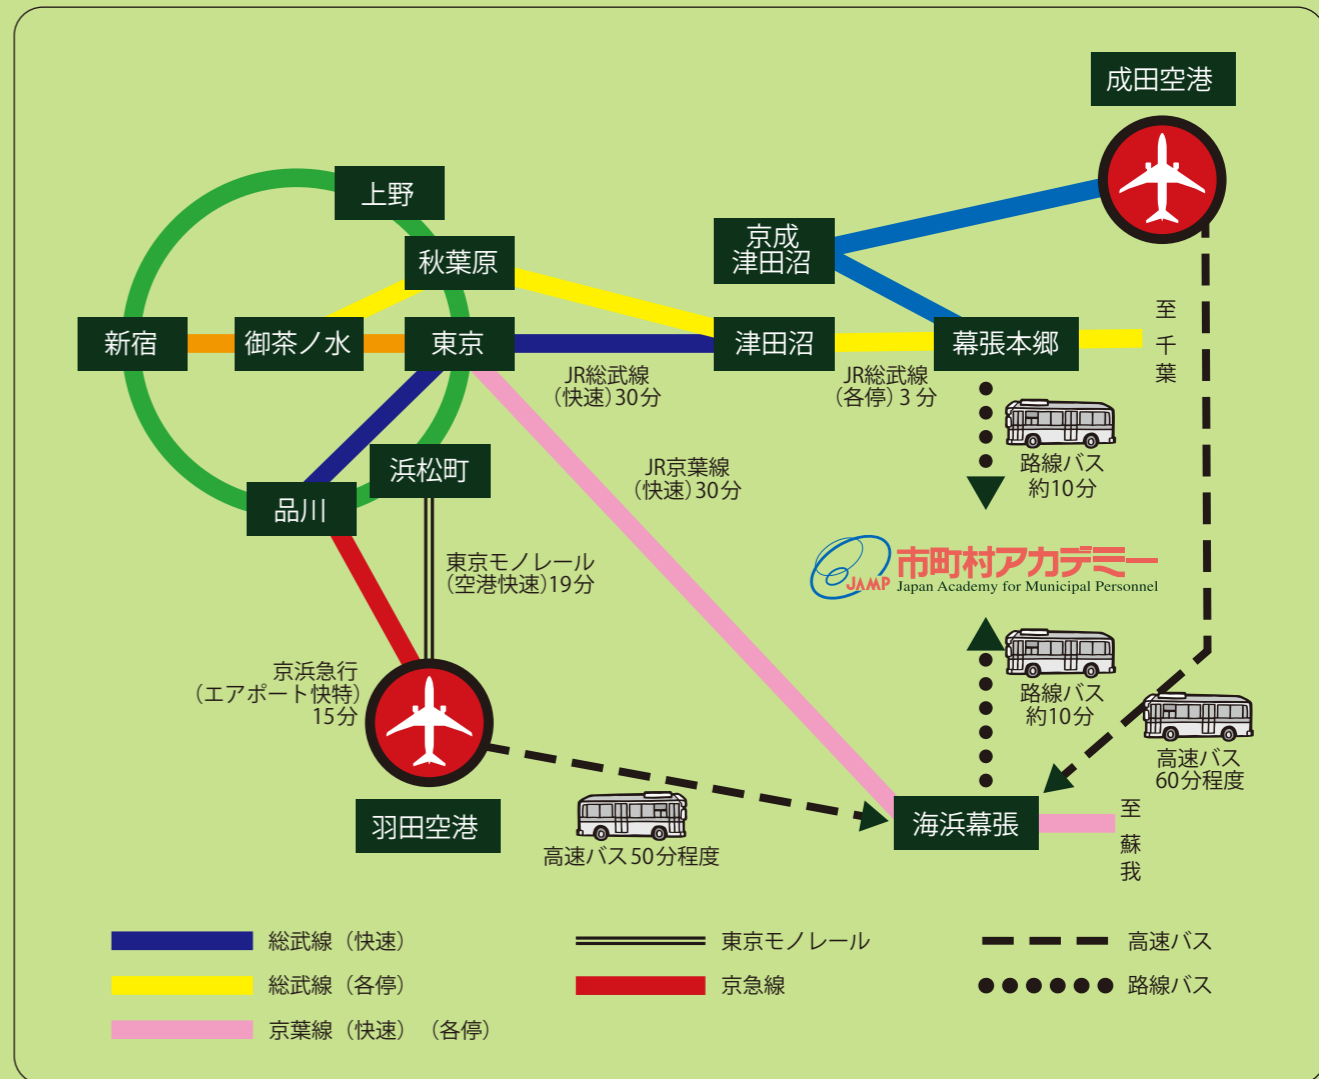 成田空港
上野
秋葉原
京成
津田沼
新宿
御茶ノ水
東京
津田沼
幕張本郷
至千葉
JR総武線
（快速）30分
JR総武線
（各停）3分
路線バス
約10分
浜松町
品川
JR京葉線
（快速）30分
東京モノレール
（空港快速）19分
JAMP
市町村アカデミー
Japan Academy for Municipal Personnel
京浜急行
（エアポート快特）
15分
路線バス
約10分
高速バス
60分程度
羽田空港
高速バス50分程度
海浜幕張
至蘇我
総武線（快速）
東京モノレール
高速バス
総武線（各停）
京急線
路線バス
京葉線（快速）（各停）